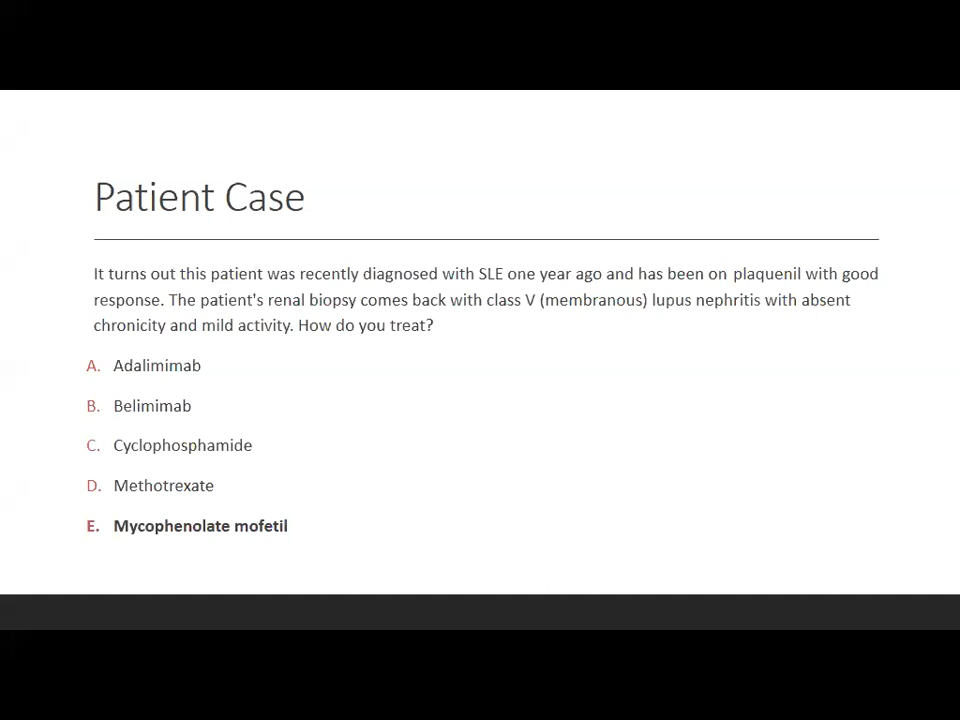 Patient Case
It turns out this patient was recently diagnosed with SLE one year ago and has been on plaquenil with good
response. The patient's renal biopsy comes back with class V (membranous) lupus nephritis with absent
chronicity and mild activity. How do you treat?
A. Adalimimab
B. Belimimab
C. Cyclophosphamide
D. Methotrexate
E. Mycophenolate mofetil